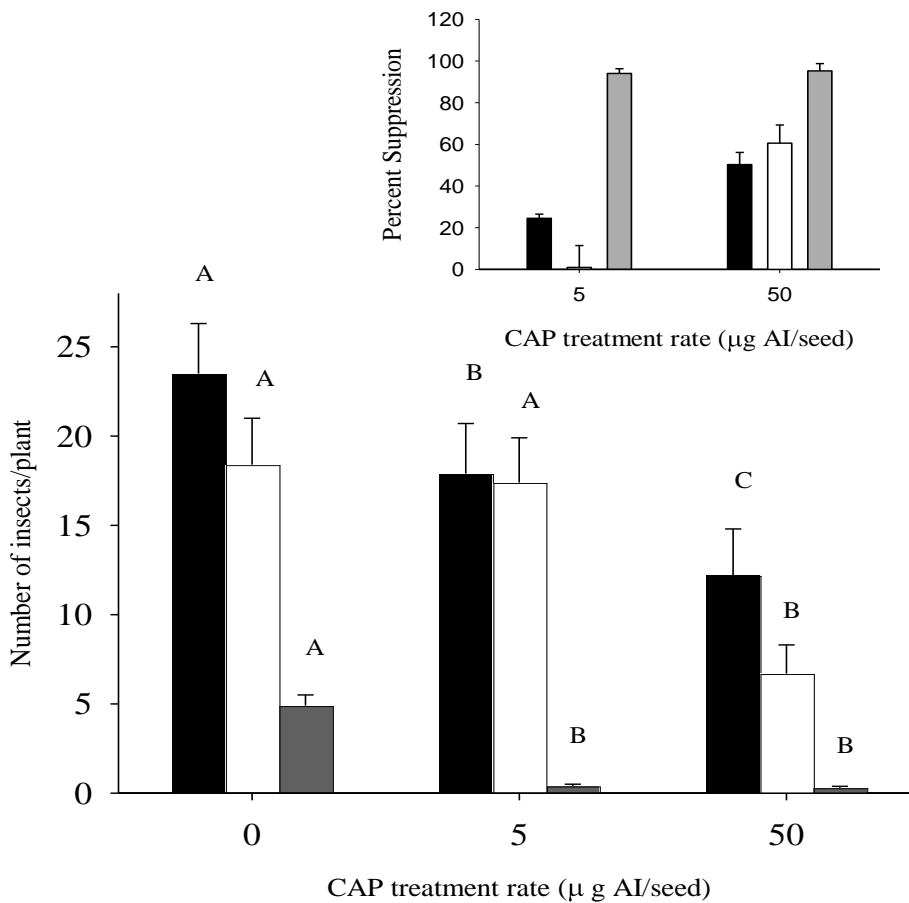 120
100
80
60
40
20
0
Percent Suppression
5 50
CAP treatment rate (μg AI/seed)
A
A
A
B
A
B
C
B
B
25
20
15
10
5
0
Number of insects/plant
0 5 50
CAP treatment rate (μ g AI/seed)